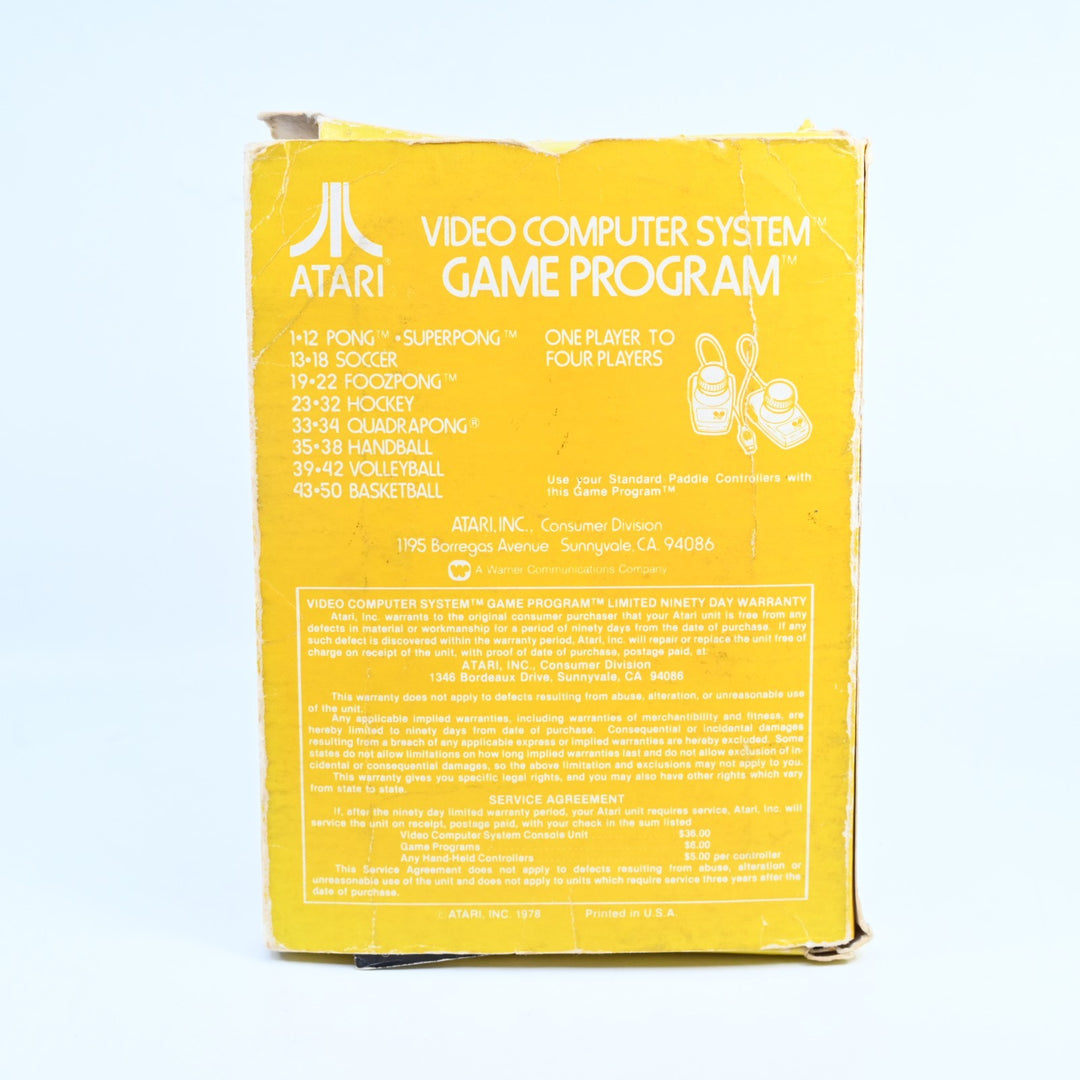 ATARI®
VIDEO COMPUTER SYSTEM™
GAME PROGRAM™
1•12 PONG™ •SUPERPONG™
13•18 SOCCER
19•22 FOOZPONG™
23•32 HOCKEY
33•34 QUADRAPONG®
35•38 HANDBALL
39•42 VOLLEYBALL
43•50 BASKETBALL
ONE PLAYER TO
FOUR PLAYERS
Use your Standard Paddle Controllers with
this Game Program™
ATARI, INC., Consumer Division
1195 Borregas Avenue Sunnyvale, CA. 94086
A Warner Communications Company
VIDEO COMPUTER SYSTEM™ GAME PROGRAM™ LIMITED NINETY DAY WARRANTY
Atari, Inc. warrants to the original consumer purchaser that your Atari unit is free from any
defects in material or workmanship for a period of ninety days from the date of purchase. If any
such defect is discovered within the warranty period, Atari, Inc. will repair or replace the unit free of
charge on receipt of the unit, with proof of date of purchase, postage paid, at:
ATARI, INC., Consumer Division
1346 Bordeaux Drive, Sunnyvale, CA 94086
This warranty does not apply to defects resulting from abuse, alteration, or unreasonable use
of the unit.
Any applicable implied warranties, including warranties of merchantibility and fitness, are
hereby limited to ninety days from date of purchase. Consequential or incidental damages
resulting from a breach of any applicable express or implied warranties are hereby excluded. Some
states do not allow limitations on how long implied warranties last and do not allow exclusion of in-
cidental or consequential damages, so the above limitation and exclusions may not apply to you.
This warranty gives you specific legal rights, and you may also have other rights which vary
from state to state.
SERVICE AGREEMENT
If, after the ninety day limited warranty period, your Atari unit requires service, Atari, Inc. will
service the unit on receipt, postage paid, with your check in the sum listed
Video Computer System Console Unit $36.00
Game Programs $6.00
Any Hand-Held Controllers $5.00 per controller
This Service Agreement does not apply to defects resulting from abuse, alteration or
unreasonable use of the unit and does not apply to units which require service three years after the
date of purchase.
© ATARI, INC. 1978 Printed in U.S.A.